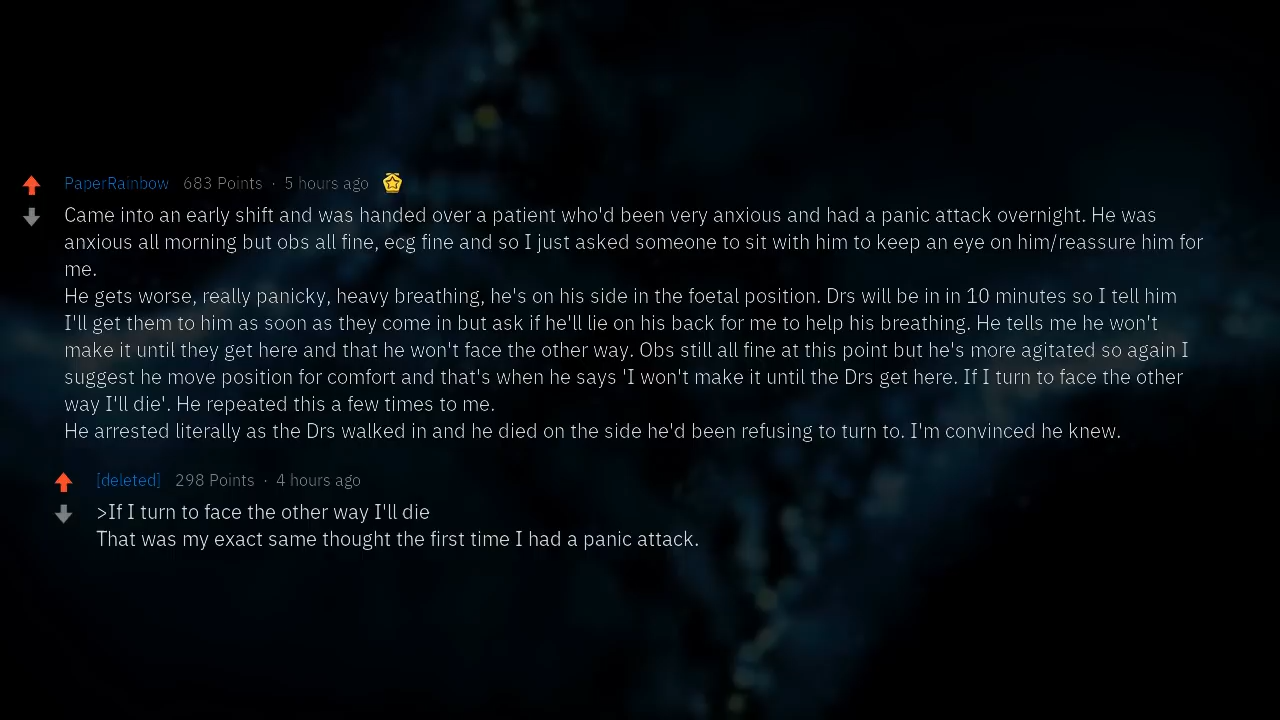 PaperRainbow 683 Points · 5 hours ago
Came into an early shift and was handed over a patient who'd been very anxious and had a panic attack overnight. He was
anxious all morning but obs all fine, ecg fine and so I just asked someone to sit with him to keep an eye on him/reassure him for
me.
He gets worse, really panicky, heavy breathing, he's on his side in the foetal position. Drs will be in in 10 minutes so I tell him
I'll get them to him as soon as they come in but ask if he'll lie on his back for me to help his breathing. He tells me he won't
make it until they get here and that he won't face the other way. Obs still all fine at this point but he's more agitated so again I
suggest he move position for comfort and that's when he says 'I won't make it until the Drs get here. If I turn to face the other
way I'll die'. He repeated this a few times to me.
He arrested literally as the Drs walked in and he died on the side he'd been refusing to turn to. I'm convinced he knew.
[deleted] 298 Points · 4 hours ago
>If I turn to face the other way I'll die
That was my exact same thought the first time I had a panic attack.